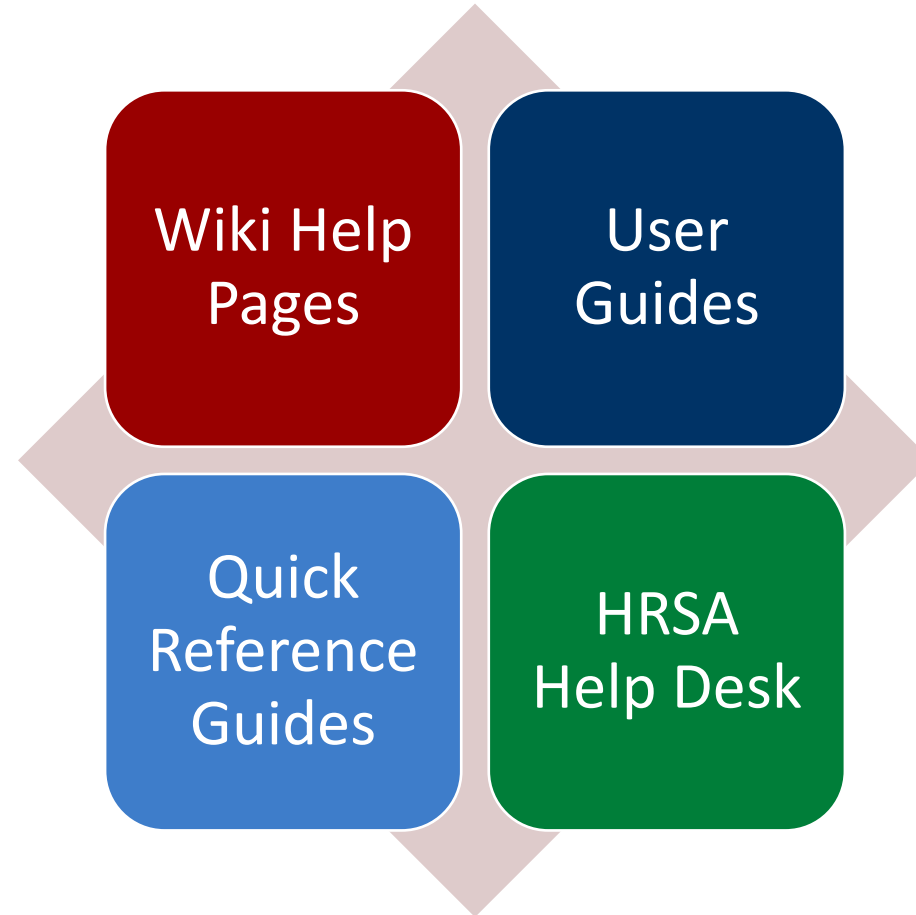 Wiki Help
Pages
User
Guides
Quick
Reference
Guides
HRSA
Help Desk